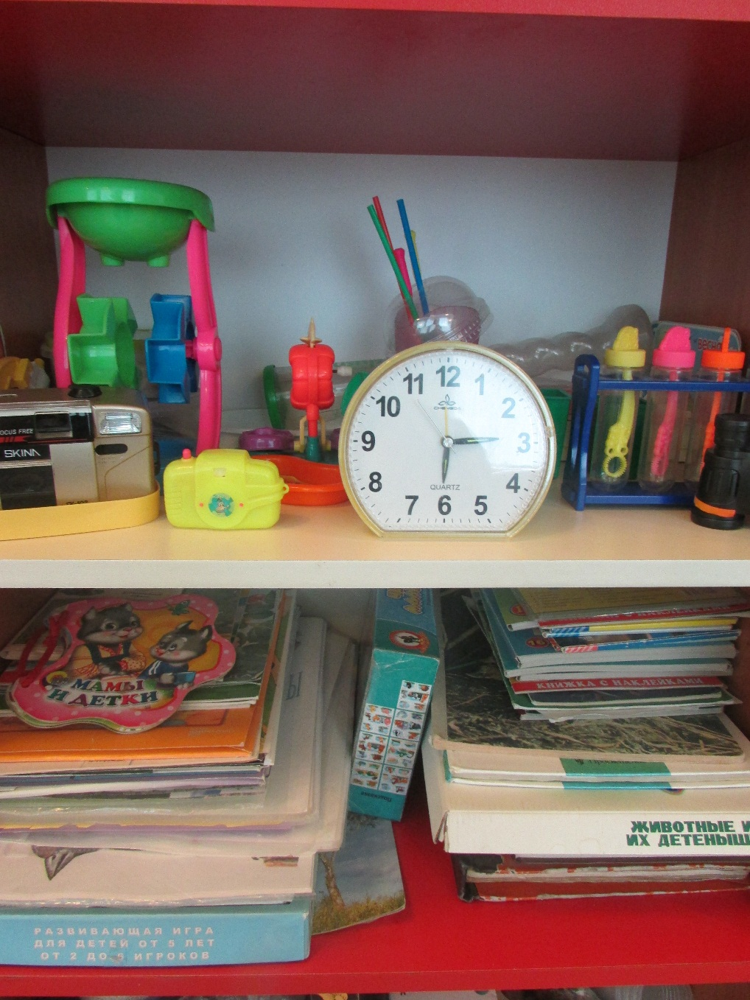 FOCUS FREE
SKINA
12
1
2
3
4
5
6
7
8
9
10
11
QUARTZ
МАМЫ
И ДЕТКИ
КНИЖКА С НАКЛЕЙКАМИ
ЖИВОТНЫЕ И
ИХ ДЕТЕНЫШ
РАЗВИВАЮЩАЯ ИГРА
ДЛЯ ДЕТЕЙ ОТ 5 ЛЕТ
ОТ 2 ДО 6 ИГРОКОВ